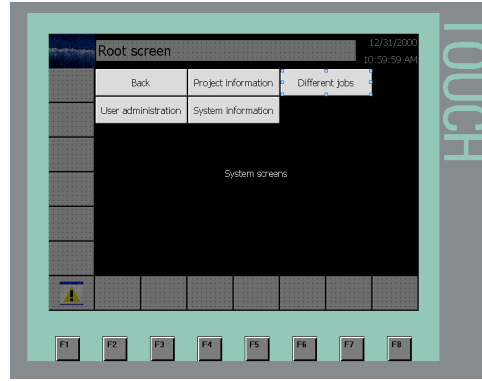 Root screen
12/31/2000
10:59:59 AM
TOUCH
Back
Project information
Different jobs
User administration
System information
System screens
F1
F2
F3
F4
F5
F6
F7
F8